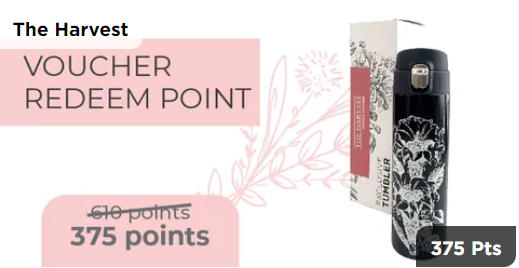 The Harvest
VOUCHER
REDEEM POINT
610 points
375 points
THE HARVEST
EXCLUSIVE
TUMBLER
375 Pts